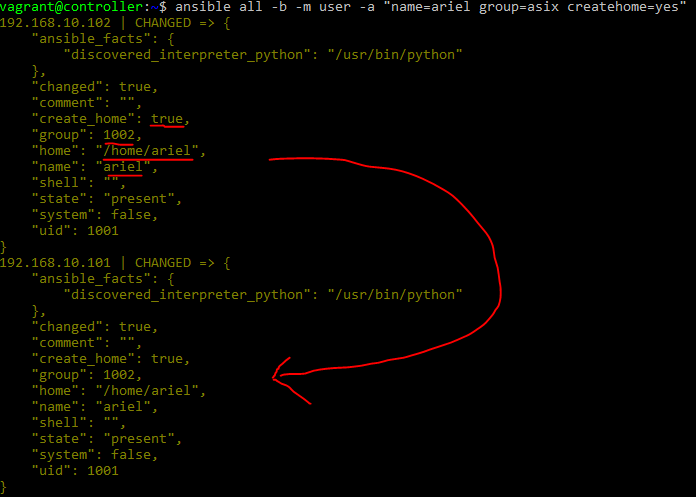 vagrant@controller:~$ ansible all -b -m user -a "name=ariel group=asix createhome=yes"
192.168.10.102 | CHANGED => {
    "ansible_facts": {
        "discovered_interpreter_python": "/usr/bin/python"
    },
    "changed": true,
    "comment": "",
    "create_home": true,
    "group": 1002,
    "home": "/home/ariel",
    "name": "ariel",
    "shell": "",
    "state": "present",
    "system": false,
    "uid": 1001
}
192.168.10.101 | CHANGED => {
    "ansible_facts": {
        "discovered_interpreter_python": "/usr/bin/python"
    },
    "changed": true,
    "comment": "",
    "create_home": true,
    "group": 1002,
    "home": "/home/ariel",
    "name": "ariel",
    "shell": "",
    "state": "present",
    "system": false,
    "uid": 1001
}